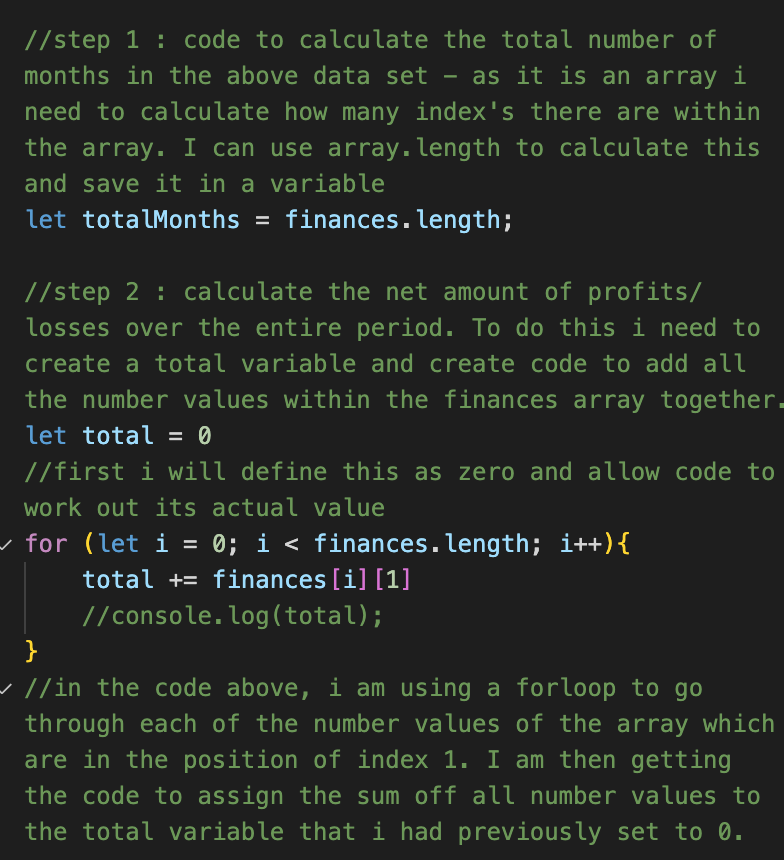 //step 1 : code to calculate the total number of
months in the above data set – as it is an array i
need to calculate how many index's there are within
the array. I can use array.length to calculate this
and save it in a variable
let totalMonths = finances.length;
//step 2 : calculate the net amount of profits/
losses over the entire period. To do this i need to
create a total variable and create code to add all
the number values within the finances array together.
let total = 0
//first i will define this as zero and allow code to
work out its actual value
for (let i = 0; i < finances.length; i++){
    total += finances[i][1]
    //console.log(total);
}
//in the code above, i am using a forloop to go
through each of the number values of the array which
are in the position of index 1. I am then getting
the code to assign the sum off all number values to
the total variable that i had previously set to 0.